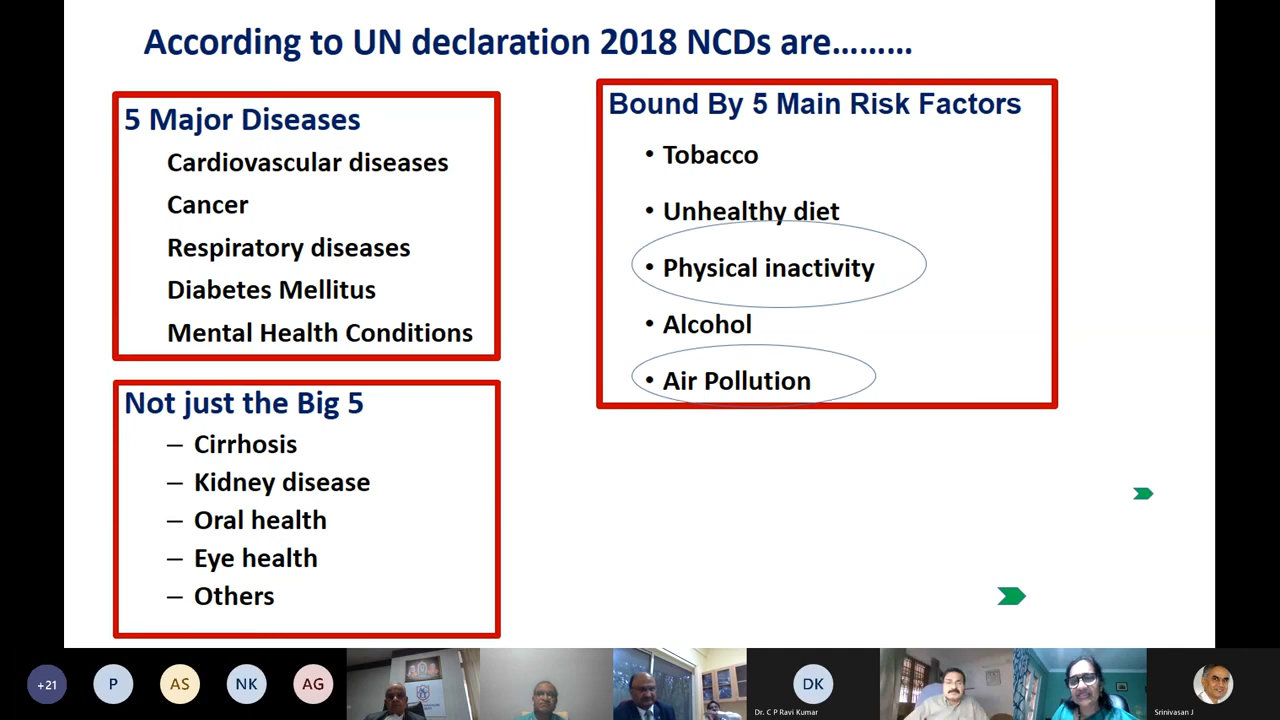 According to UN declaration 2018 NCDs are………
5 Major Diseases
Cardiovascular diseases
Cancer
Respiratory diseases
Diabetes Mellitus
Mental Health Conditions
Not just the Big 5
– Cirrhosis
– Kidney disease
– Oral health
– Eye health
– Others
Bound By 5 Main Risk Factors
• Tobacco
• Unhealthy diet
• Physical inactivity
• Alcohol
• Air Pollution
+21
P
AS
NK
AG
DK
Dr. C P Ravi Kumar
Srinivasan J